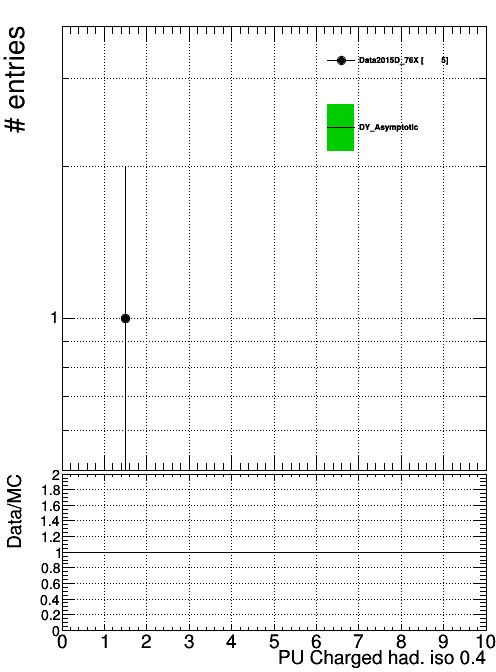 # entries
Data2015D_76X [ 5]
DY_Asymptotic
1
Data/MC
2
1.8
1.6
1.4
1.2
1
0.8
0.6
0.4
0.2
0
0 1 2 3 4 5 6 7 8 9 10
PU Charged had. iso 0.4